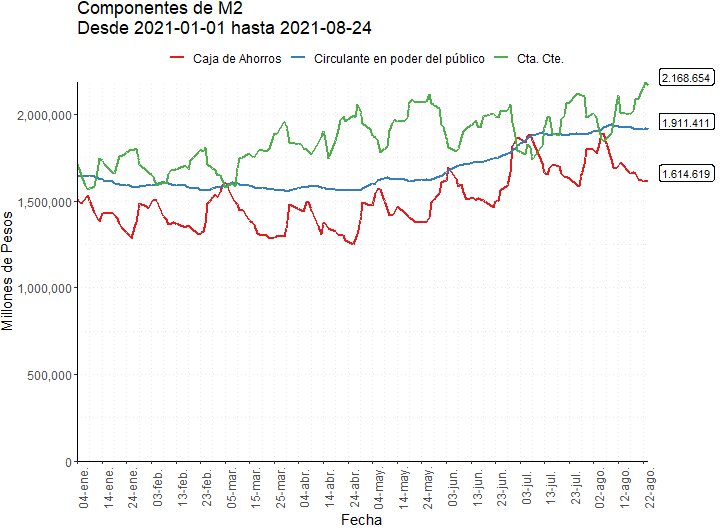 Componentes de M2
Desde 2021-01-01 hasta 2021-08-24
Caja de Ahorros Circulante en poder del público Cta. Cte.
2.168.654
1.911.411
1.614.619
2,000,000
1,500,000
1,000,000
500,000
0
Millones de Pesos
04-ene.
14-ene.
24-ene.
03-feb.
13-feb.
23-feb.
05-mar.
15-mar.
25-mar.
04-abr.
14-abr.
24-abr.
04-may.
14-may.
24-may.
03-jun.
13-jun.
23-jun.
03-jul.
13-jul.
23-jul.
02-ago.
12-ago.
22-ago.
Fecha